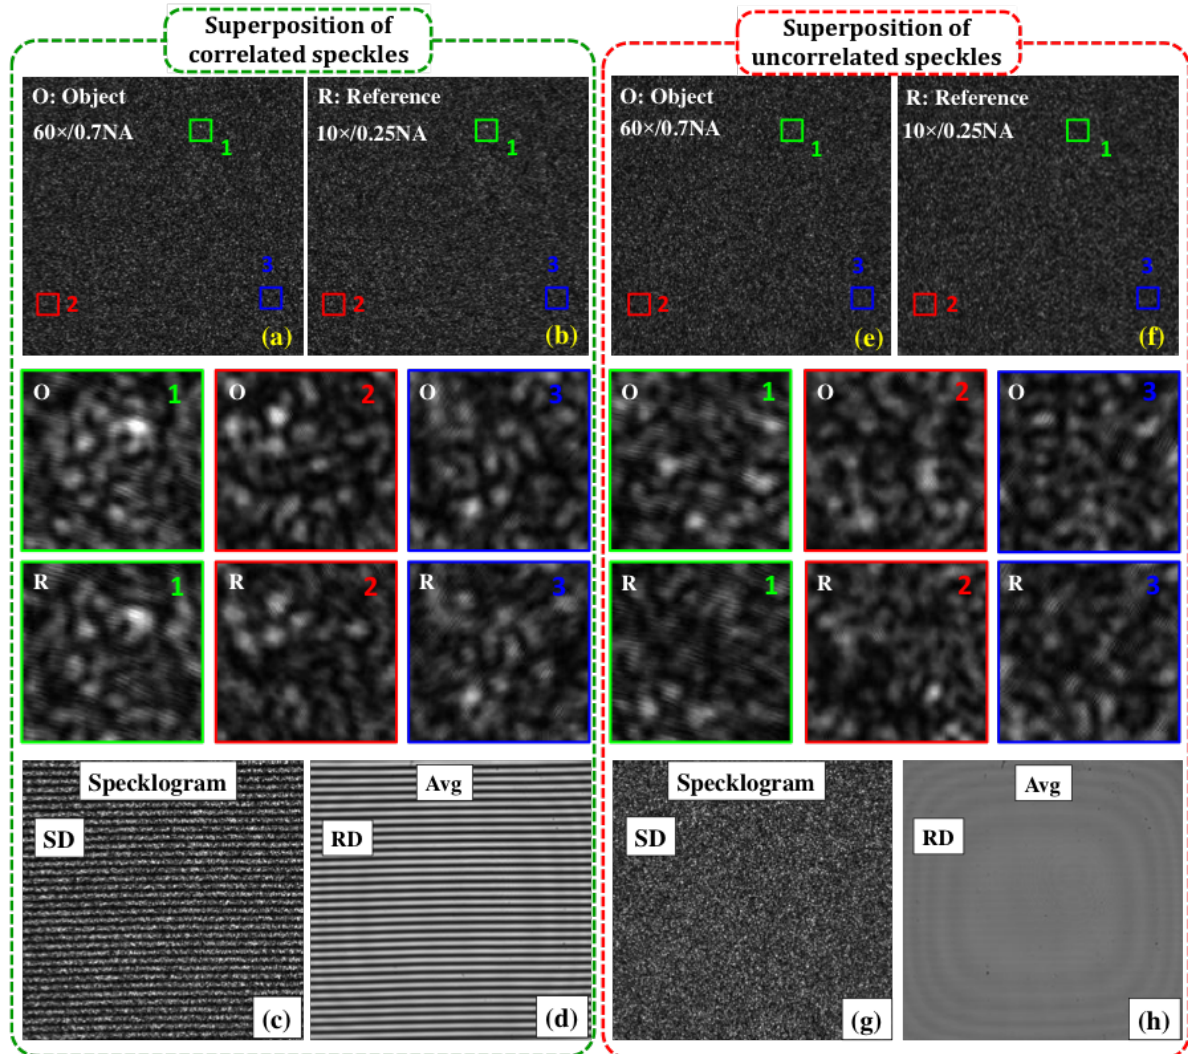 Superposition of
correlated speckles
Superposition of
uncorrelated speckles
O: Object
60×/0.7NA
1
2
3
(a)
R: Reference
10×/0.25NA
1
2
3
(b)
O: Object
60×/0.7NA
1
2
3
(e)
R: Reference
10×/0.25NA
1
2
3
(f)
O 1
O 2
O 3
O 1
O 2
O 3
R 1
R 2
R 3
R 1
R 2
R 3
Specklogram
SD
(c)
Avg
RD
(d)
Specklogram
SD
(g)
Avg
RD
(h)